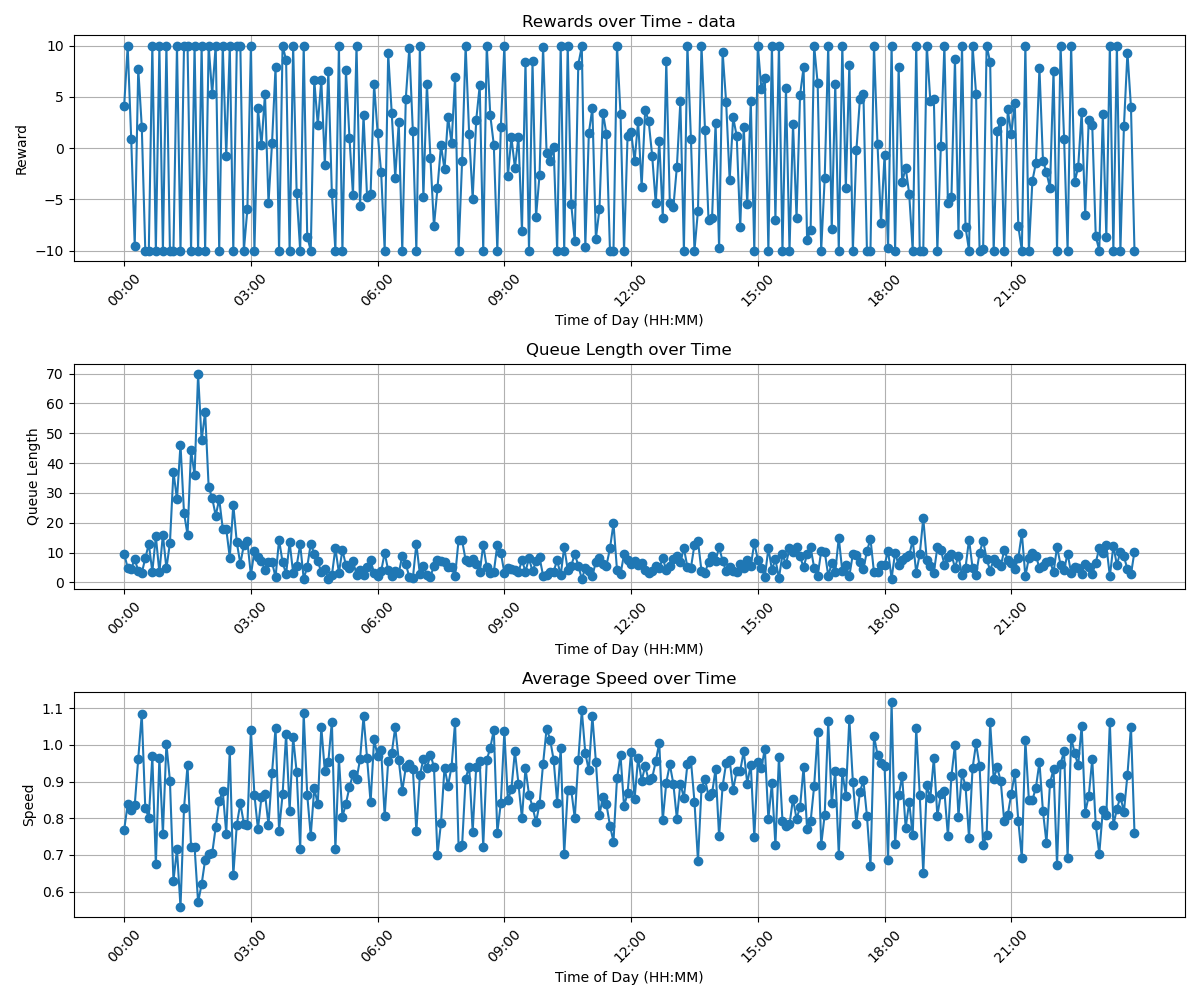 Rewards over Time - data
10
5
0
−5
−10
Reward
00:00 03:00 06:00 09:00 12:00 15:00 18:00 21:00
Time of Day (HH:MM)
Queue Length over Time
70
60
50
40
30
20
10
0
Queue Length
00:00 03:00 06:00 09:00 12:00 15:00 18:00 21:00
Time of Day (HH:MM)
Average Speed over Time
1.1
1.0
0.9
0.8
0.7
0.6
Speed
00:00 03:00 06:00 09:00 12:00 15:00 18:00 21:00
Time of Day (HH:MM)